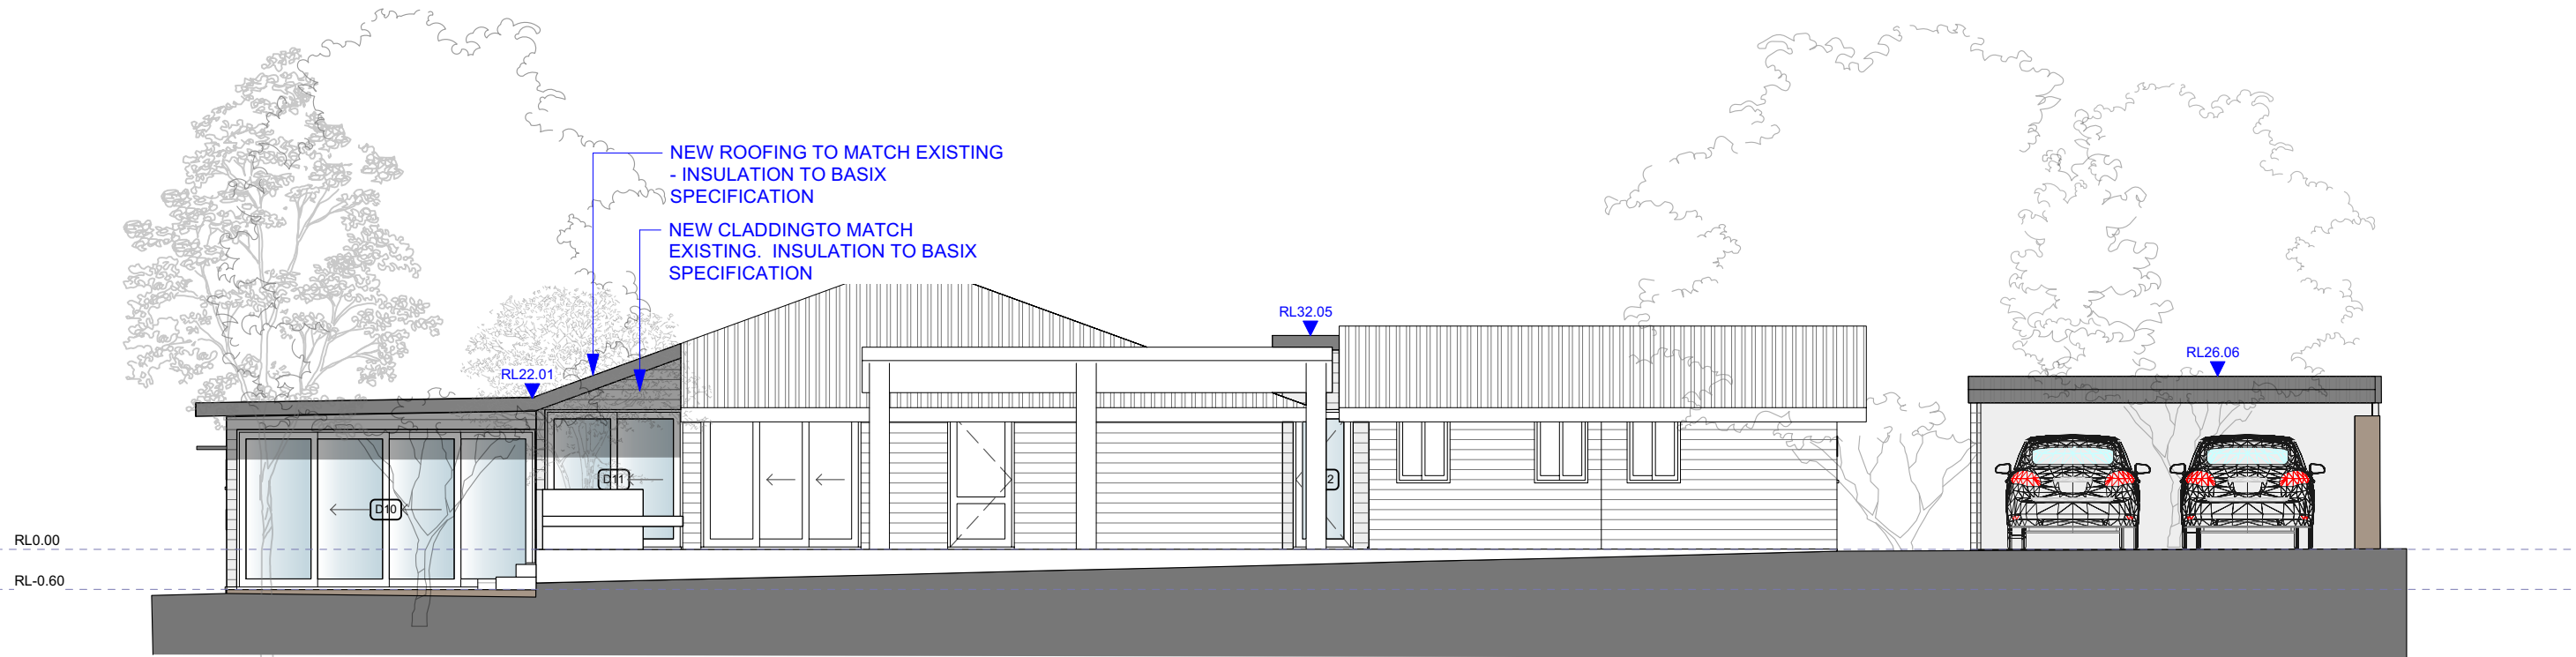 NEW ROOFING TO MATCH EXISTING
- INSULATION TO BASIX
SPECIFICATION
NEW CLADDINGTO MATCH
EXISTING. INSULATION TO BASIX
SPECIFICATION
RL32.05
RL22.01
RL26.06
D11
2
D10
RL0.00
RL-0.60